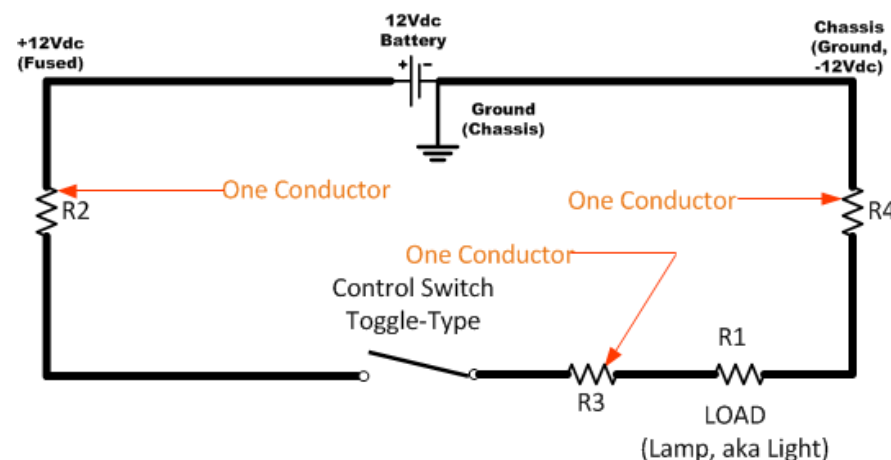 +12Vdc
(Fused)
12Vdc
Battery
+ −
Chassis
(Ground,
-12Vdc)
Ground
(Chassis)
One Conductor
R2
One Conductor
R4
One Conductor
Control Switch
Toggle-Type
R3
R1
LOAD
(Lamp, aka Light)